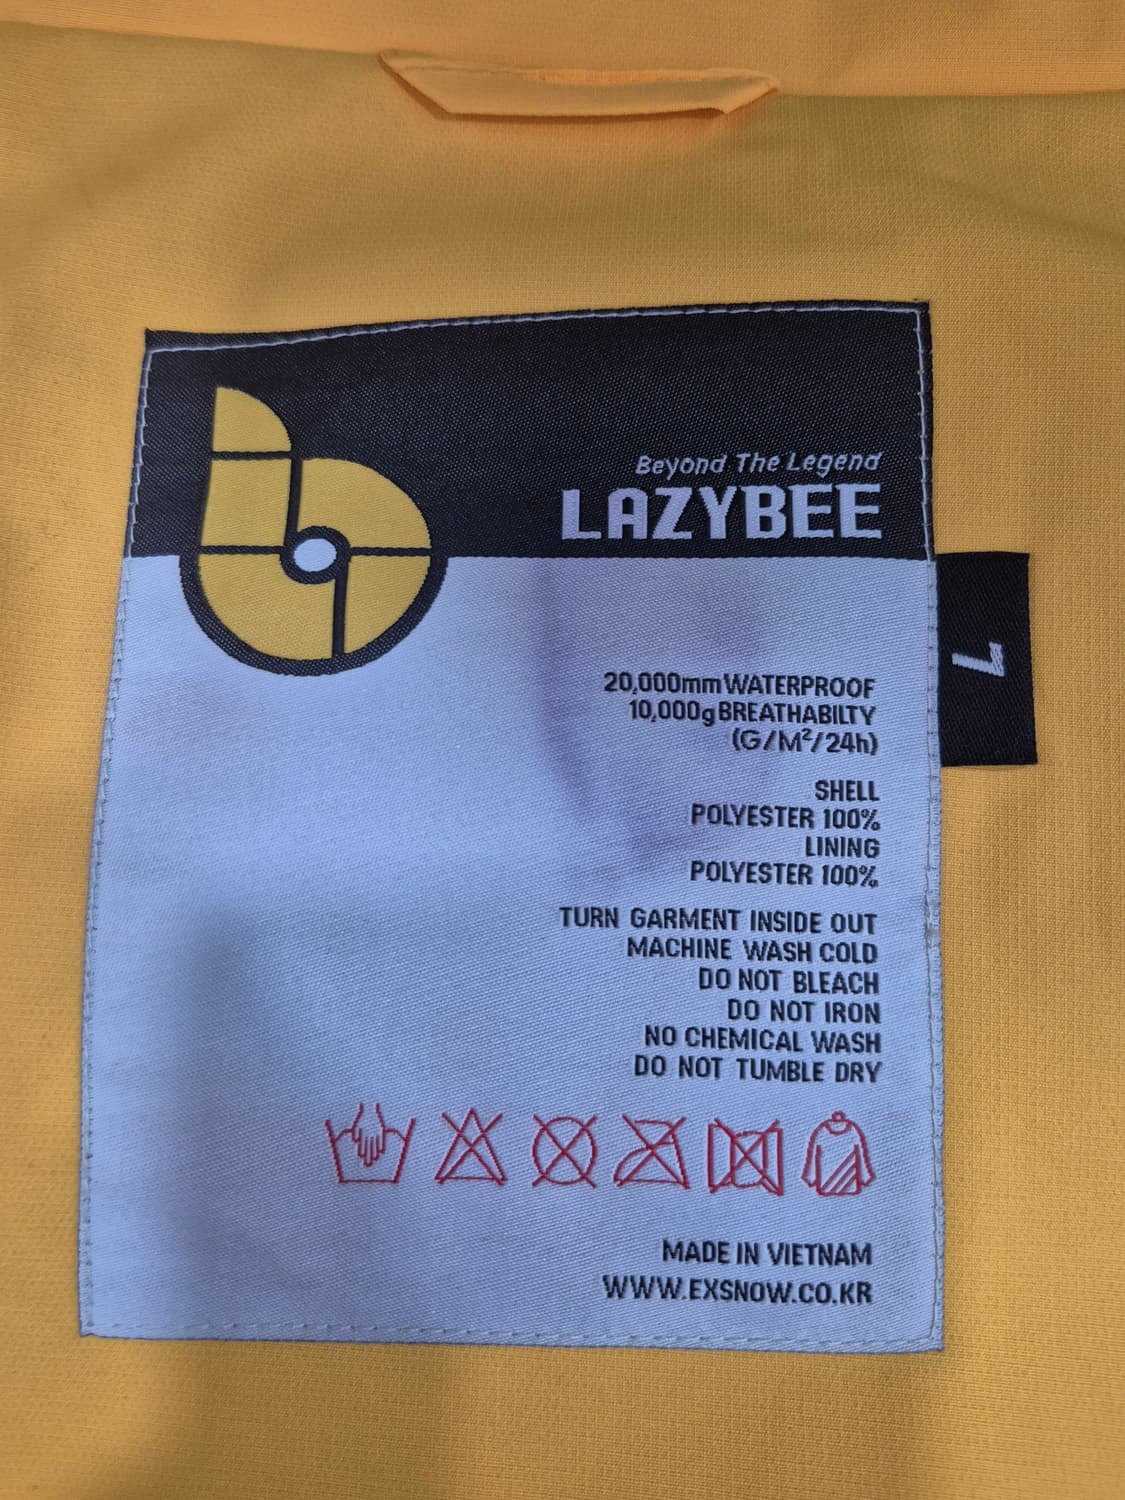 Beyond The Legend
LAZYBEE
L
20,000mm WATERPROOF
10,000g BREATHABILTY
(G/M²/24h)
SHELL
POLYESTER 100%
LINING
POLYESTER 100%
TURN GARMENT INSIDE OUT
MACHINE WASH COLD
DO NOT BLEACH
DO NOT IRON
NO CHEMICAL WASH
DO NOT TUMBLE DRY
MADE IN VIETNAM
WWW.EXSNOW.CO.KR